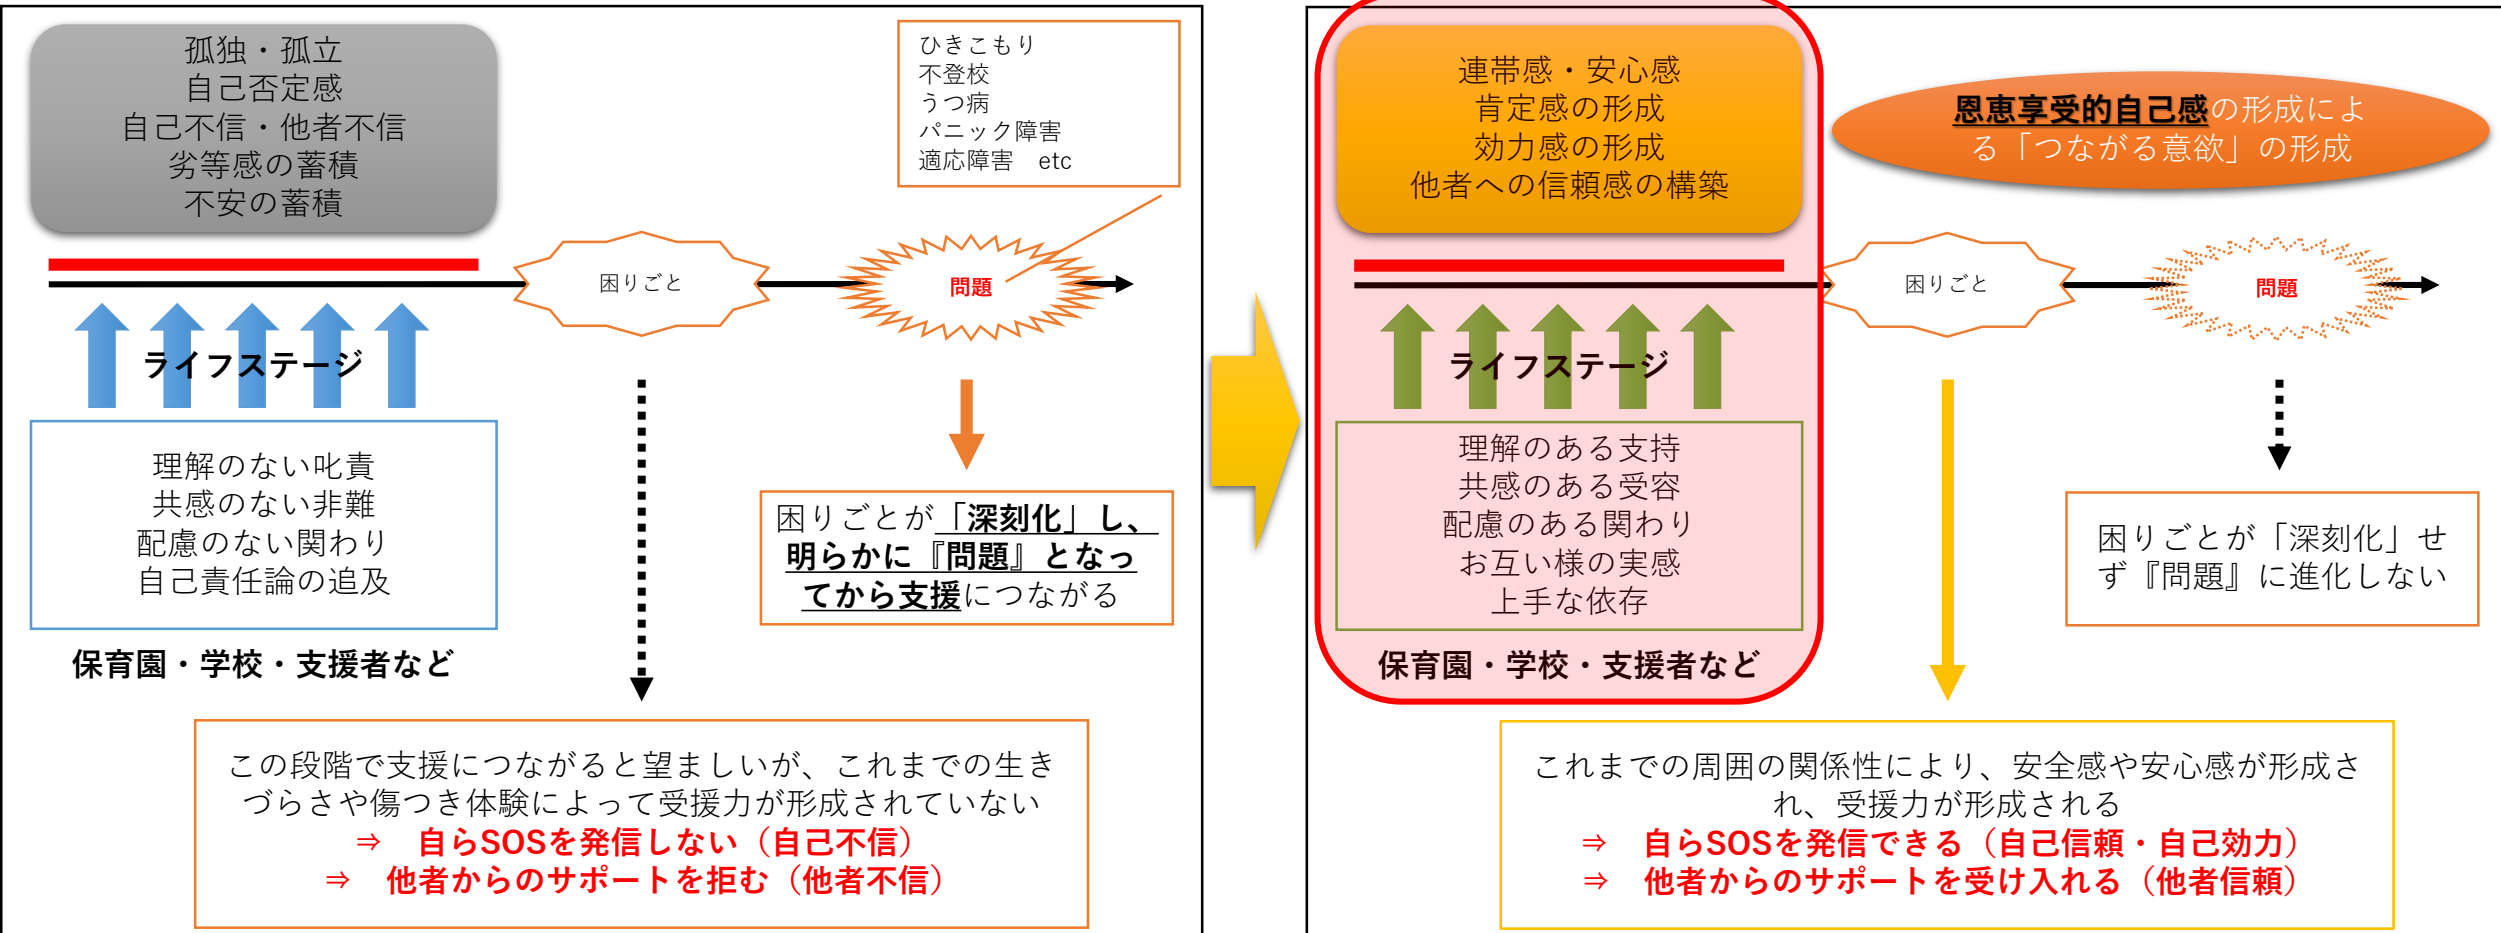 孤独・孤立
自己否定感
自己不信・他者不信
劣等感の蓄積
不安の蓄積
ひきこもり
不登校
うつ病
パニック障害
適応障害　etc
困りごと
問題
ライフステージ
理解のない叱責
共感のない非難
配慮のない関わり
自己責任論の追及
保育園・学校・支援者など
困りごとが「深刻化」し、
明らかに『問題』となっ
てから支援につながる
この段階で支援につながると望ましいが、これまでの生き
づらさや傷つき体験によって受援力が形成されていない
⇒　自らSOSを発信しない（自己不信）
⇒　他者からのサポートを拒む（他者不信）
連帯感・安心感
肯定感の形成
効力感の形成
他者への信頼感の構築
恩恵享受的自己感の形成によ
る「つながる意欲」の形成
困りごと
問題
ライフステージ
理解のある支持
共感のある受容
配慮のある関わり
お互い様の実感
上手な依存
保育園・学校・支援者など
困りごとが「深刻化」せ
ず『問題』に進化しない
これまでの周囲の関係性により、安全感や安心感が形成さ
れ、受援力が形成される
⇒　自らSOSを発信できる（自己信頼・自己効力）
⇒　他者からのサポートを受け入れる（他者信頼）